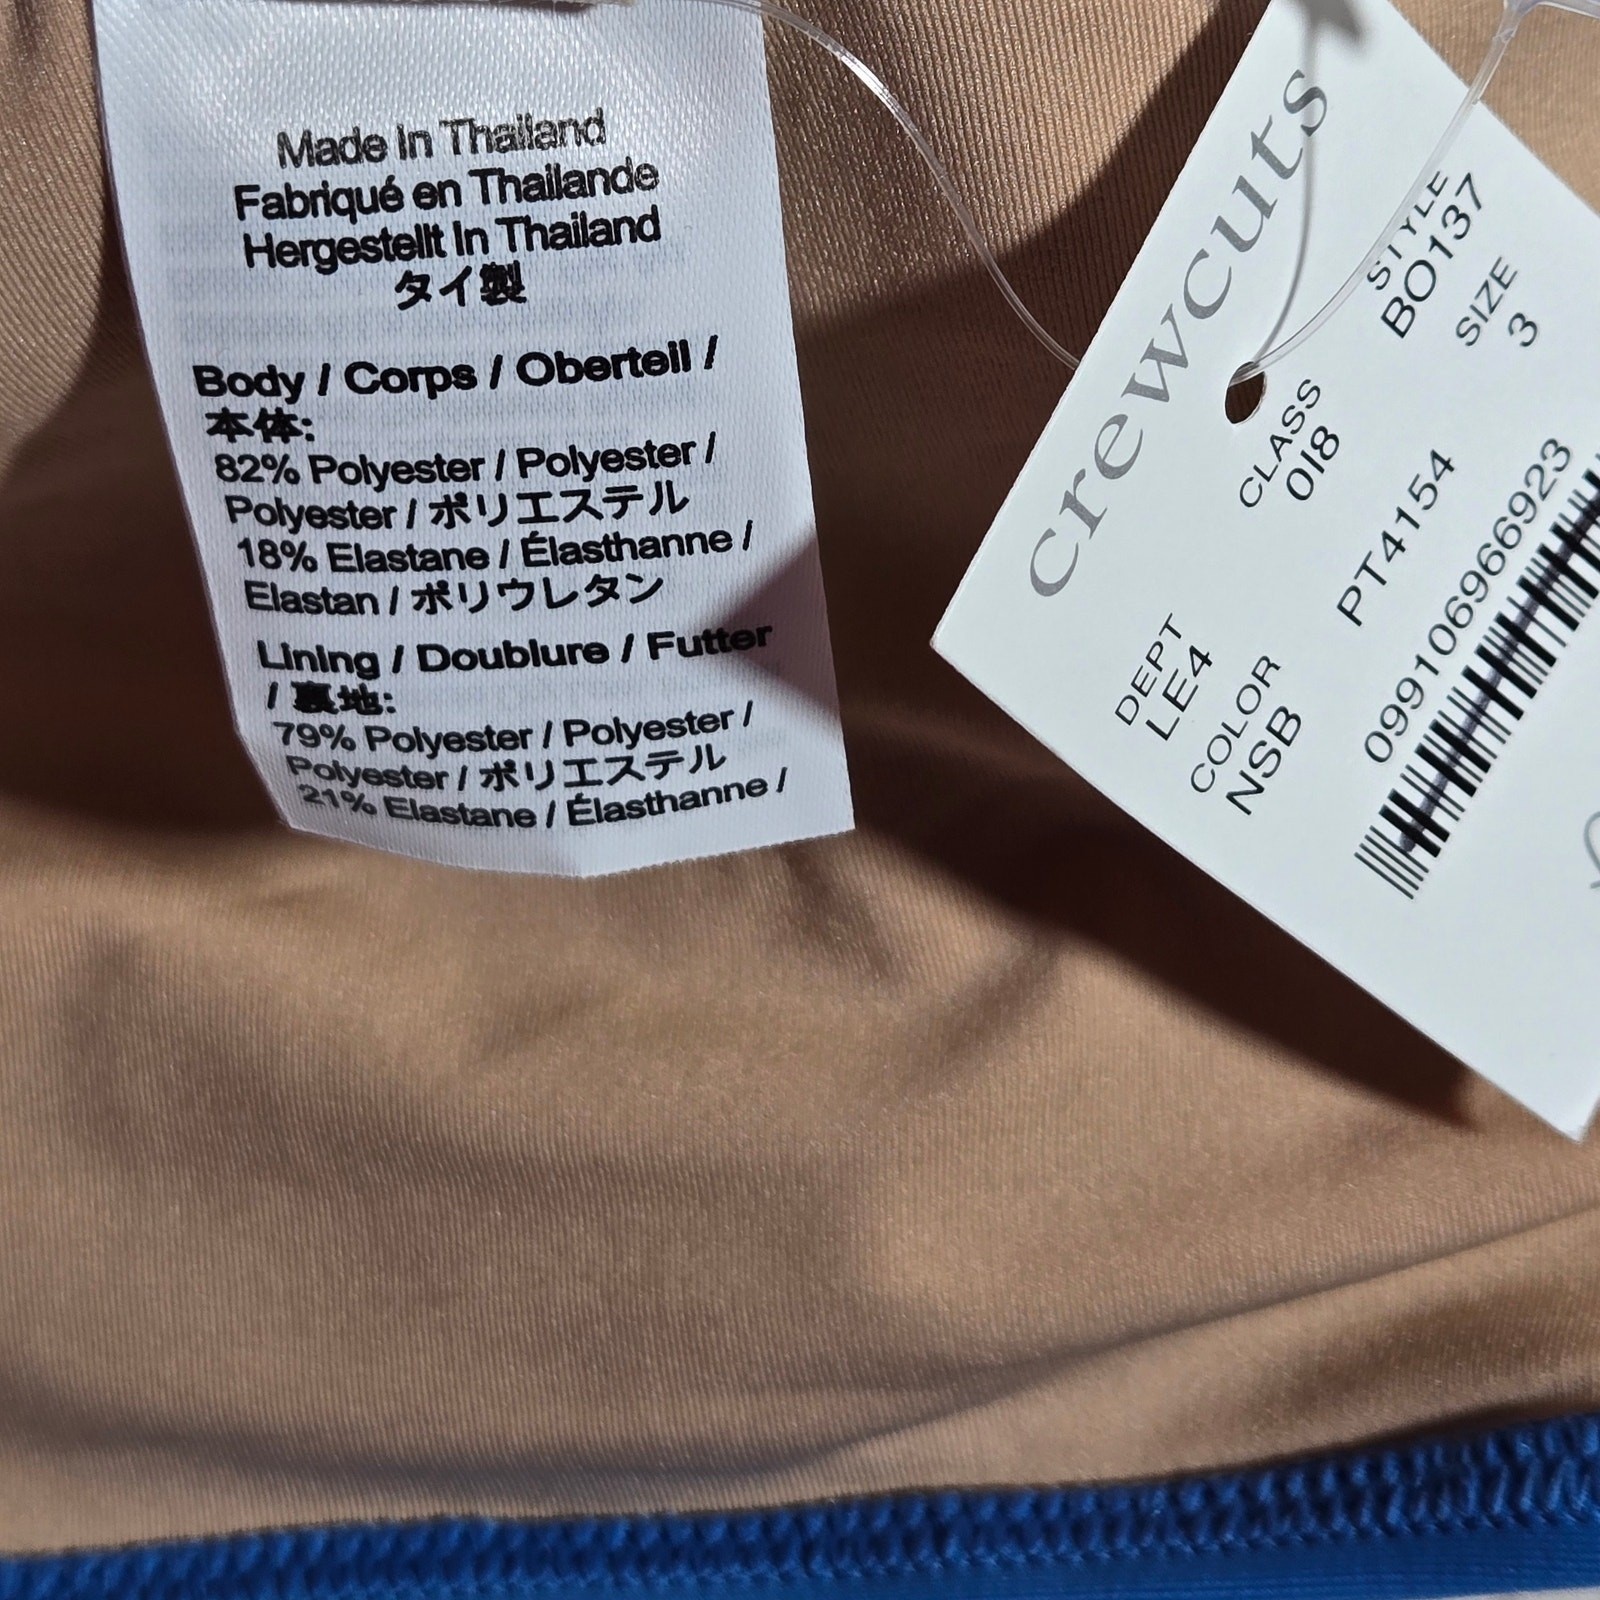 Made In Thailand
Fabriqué en Thailande
Hergestellt In Thailand
タイ製
Body / Corps / Oberteil /
本体:
82% Polyester / Polyester /
Polyester / ポリエステル
18% Elastane / Élasthanne /
Elastan / ポリウレタン
Lining / Doublure / Futter
/ 裏地:
79% Polyester / Polyester /
Polyester / ポリエステル
21% Elastane / Élasthanne /
crewcuts
DEPT
LE4
CLASS
018
STYLE
BO137
COLOR
NSB
PT4154
SIZE
3
099106966923